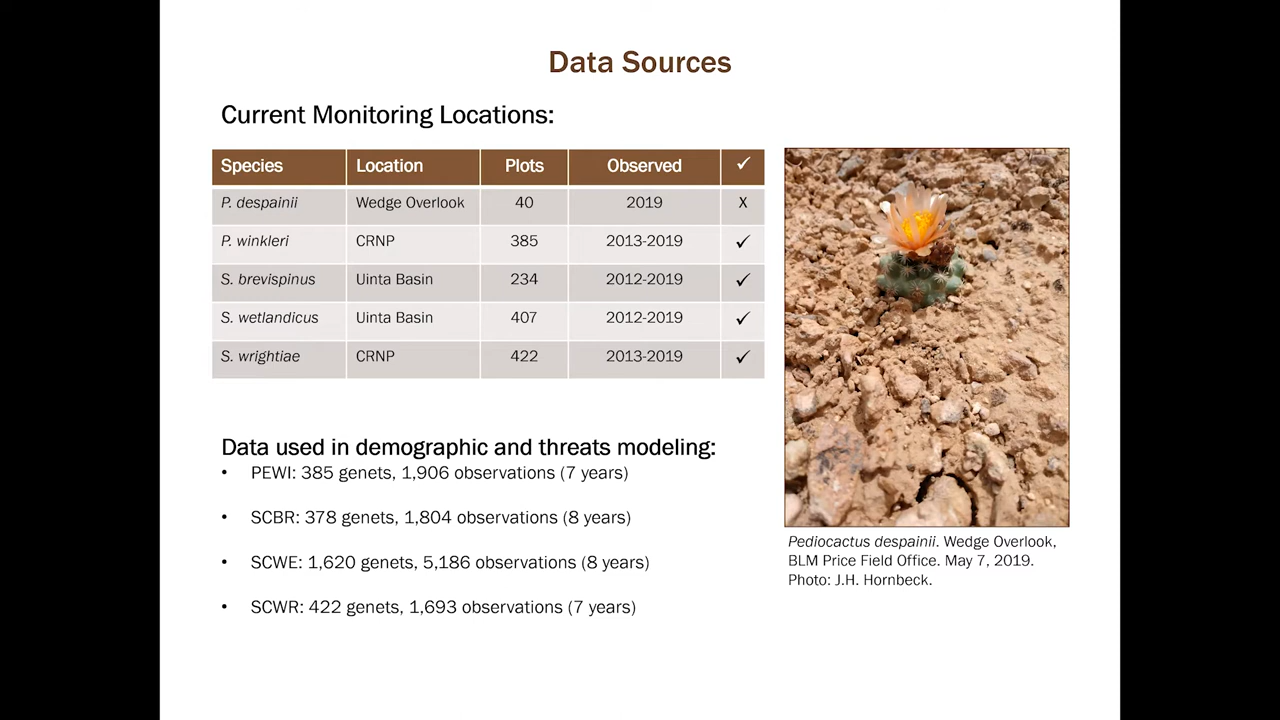 Data Sources
Current Monitoring Locations:
Species Location Plots Observed ✓
P. despainii Wedge Overlook 40 2019 X
P. winkleri CRNP 385 2013-2019 ✓
S. brevispinus Uinta Basin 234 2012-2019 ✓
S. wetlandicus Uinta Basin 407 2012-2019 ✓
S. wrightiae CRNP 422 2013-2019 ✓
Data used in demographic and threats modeling:
• PEWI: 385 genets, 1,906 observations (7 years)
• SCBR: 378 genets, 1,804 observations (8 years)
• SCWE: 1,620 genets, 5,186 observations (8 years)
• SCWR: 422 genets, 1,693 observations (7 years)
Pediocactus despainii. Wedge Overlook,
BLM Price Field Office. May 7, 2019.
Photo: J.H. Hornbeck.